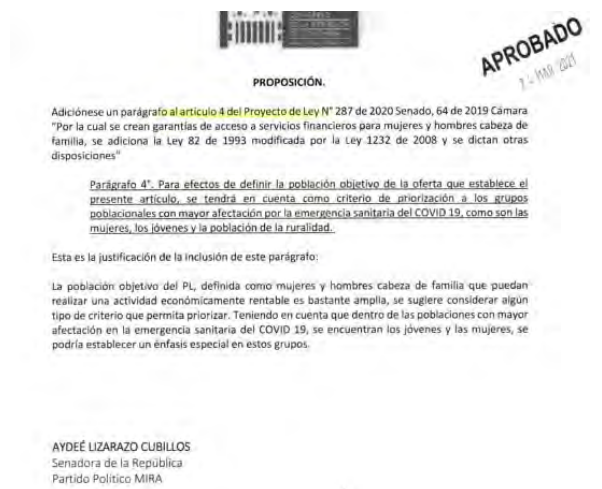 APROBADO
MAR 2021
PROPOSICIÓN.
Adiciónese un parágrafo al artículo 4 del Proyecto de Ley N° 287 de 2020 Senado, 64 de 2019 Cámara
"Por la cual se crean garantías de acceso a servicios financieros para mujeres y hombres cabeza de
familia, se adiciona la Ley 82 de 1993 modificada por la Ley 1232 de 2008 y se dictan otras
disposiciones"
Parágrafo 4°. Para efectos de definir la población objetivo de la oferta que establece el
presente artículo, se tendrá en cuenta como criterio de priorización a los grupos
poblacionales con mayor afectación por la emergencia sanitaria del COVID 19, como son las
mujeres, los jóvenes y la población de la ruralidad.
Esta es la justificación de la inclusión de este parágrafo:
La población objetivo del PL, definida como mujeres y hombres cabeza de familia que puedan
realizar una actividad económicamente rentable es bastante amplia, se sugiere considerar algún
tipo de criterio que permita priorizar. Teniendo en cuenta que dentro de las poblaciones con mayor
afectación en la emergencia sanitaria del COVID 19, se encuentran los jóvenes y las mujeres, se
podría establecer un énfasis especial en estos grupos.
AYDEÉ LIZARAZO CUBILLOS
Senadora de la República
Partido Político MIRA